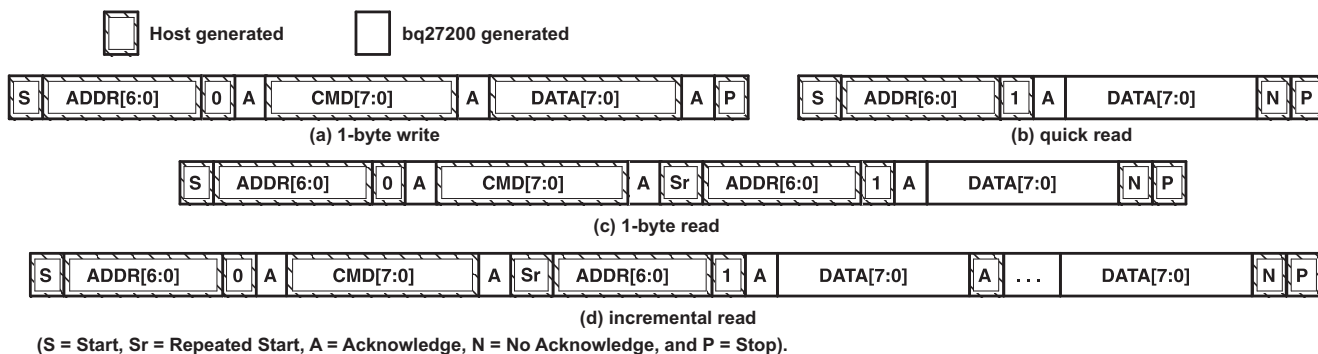 Host generated bq27200 generated
S ADDR[6:0] 0 A CMD[7:0] A DATA[7:0] A P S ADDR[6:0] 1 A DATA[7:0] N P
(a) 1-byte write (b) quick read
S ADDR[6:0] 0 A CMD[7:0] A Sr ADDR[6:0] 1 A DATA[7:0] N P
(c) 1-byte read
S ADDR[6:0] 0 A CMD[7:0] A Sr ADDR[6:0] 1 A DATA[7:0] A ... DATA[7:0] N P
(d) incremental read
(S = Start, Sr = Repeated Start, A = Acknowledge, N = No Acknowledge, and P = Stop).